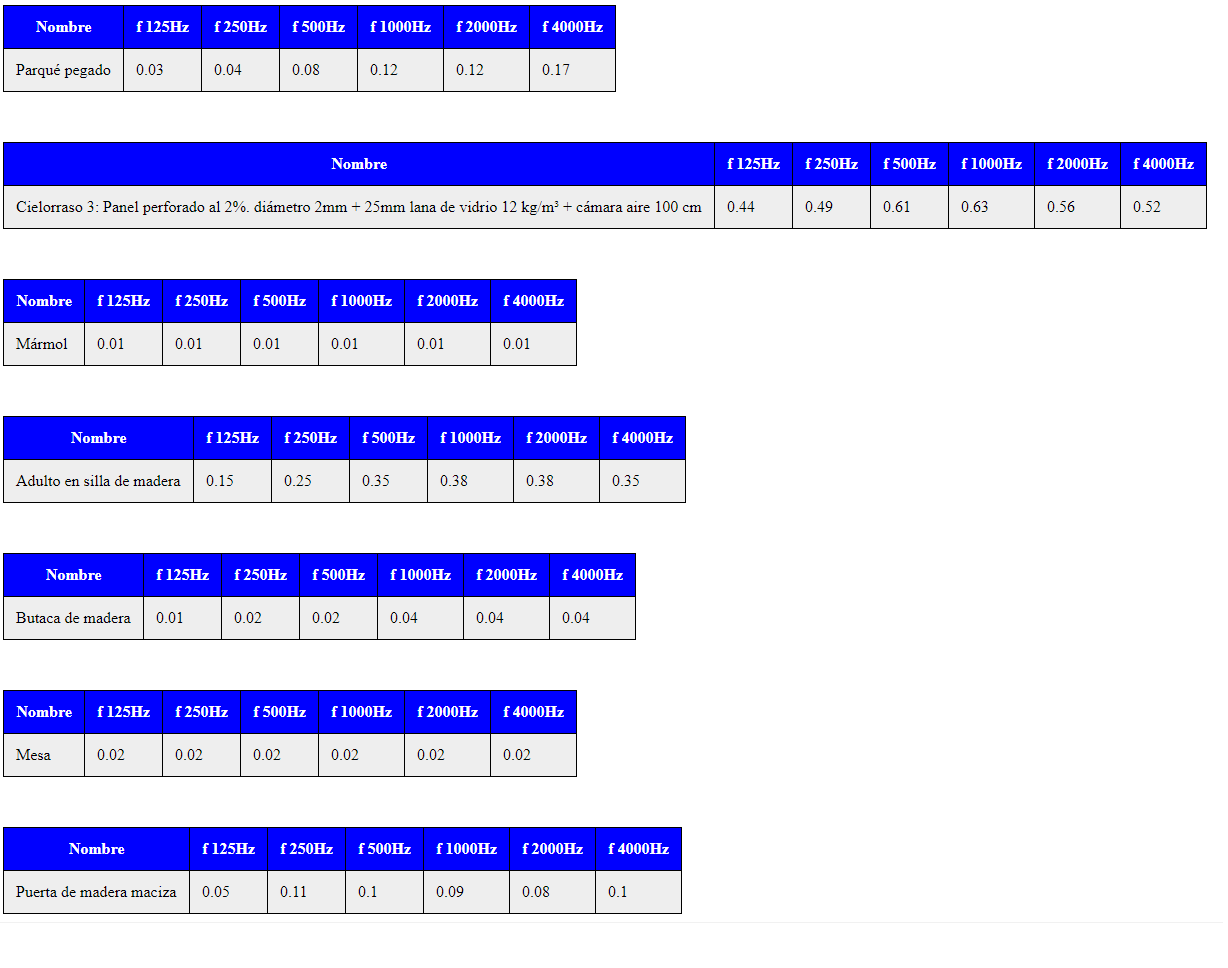 Nombre f 125Hz f 250Hz f 500Hz f 1000Hz f 2000Hz f 4000Hz
Parqué pegado 0.03 0.04 0.08 0.12 0.12 0.17
Nombre f 125Hz f 250Hz f 500Hz f 1000Hz f 2000Hz f 4000Hz
Cielorraso 3: Panel perforado al 2%. diámetro 2mm + 25mm lana de vidrio 12 kg/m³ + cámara aire 100 cm 0.44 0.49 0.61 0.63 0.56 0.52
Nombre f 125Hz f 250Hz f 500Hz f 1000Hz f 2000Hz f 4000Hz
Mármol 0.01 0.01 0.01 0.01 0.01 0.01
Nombre f 125Hz f 250Hz f 500Hz f 1000Hz f 2000Hz f 4000Hz
Adulto en silla de madera 0.15 0.25 0.35 0.38 0.38 0.35
Nombre f 125Hz f 250Hz f 500Hz f 1000Hz f 2000Hz f 4000Hz
Butaca de madera 0.01 0.02 0.02 0.04 0.04 0.04
Nombre f 125Hz f 250Hz f 500Hz f 1000Hz f 2000Hz f 4000Hz
Mesa 0.02 0.02 0.02 0.02 0.02 0.02
Nombre f 125Hz f 250Hz f 500Hz f 1000Hz f 2000Hz f 4000Hz
Puerta de madera maciza 0.05 0.11 0.1 0.09 0.08 0.1